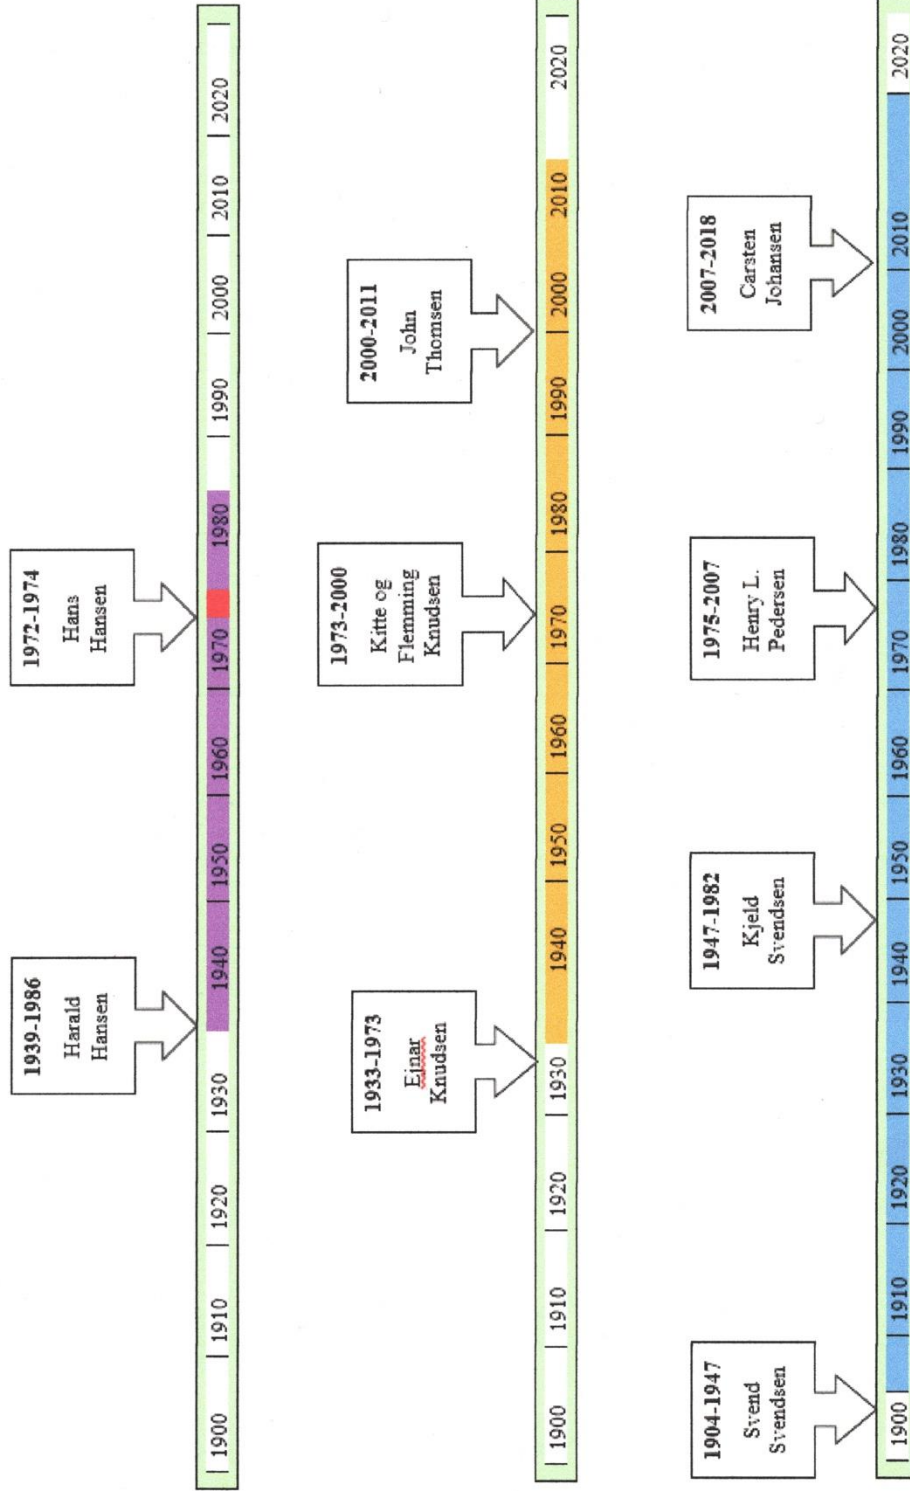 1939-1986
Harald
Hansen
1972-1974
Hans
Hansen
1900 1910 1920 1930 1940 1950 1960 1970 1980 1990 2000 2010 2020
1933-1973
Ejnar
Knudsen
1973-2000
Kitte og
Flemming
Knudsen
2000-2011
John
Thomsen
1900 1910 1920 1930 1940 1950 1960 1970 1980 1990 2000 2010 2020
1904-1947
Svend
Svendsen
1947-1982
Kjeld
Svendsen
1975-2007
Henry L.
Pedersen
2007-2018
Carsten
Johansen
1900 1910 1920 1930 1940 1950 1960 1970 1980 1990 2000 2010 2020